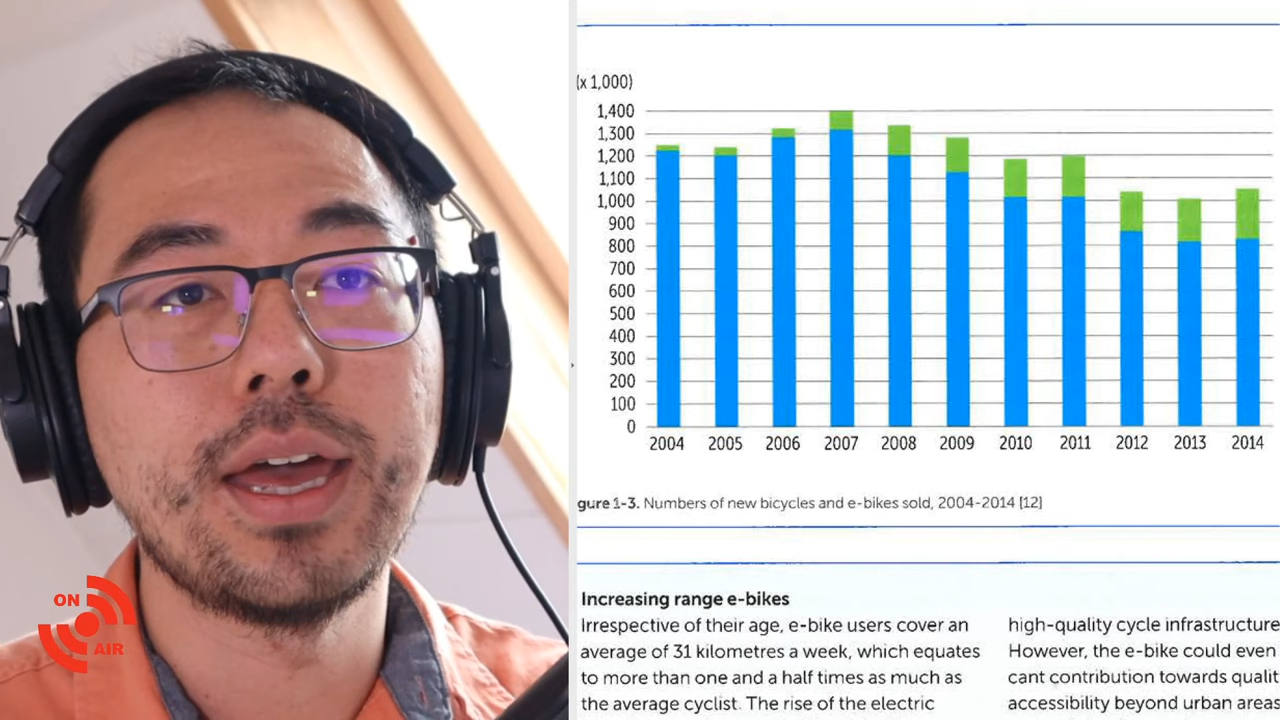 ON
AIR
(x 1,000)
1,400
1,300
1,200
1,100
1,000
900
800
700
600
500
400
300
200
100
0
2004 2005 2006 2007 2008 2009 2010 2011 2012 2013 2014
gure 1-3. Numbers of new bicycles and e-bikes sold, 2004-2014 [12]
Increasing range e-bikes
Irrespective of their age, e-bike users cover an
average of 31 kilometres a week, which equates
to more than one and a half times as much as
the average cyclist. The rise of the electric
high-quality cycle infrastructure
However, the e-bike could even
cant contribution towards qualit
accessibility beyond urban areas